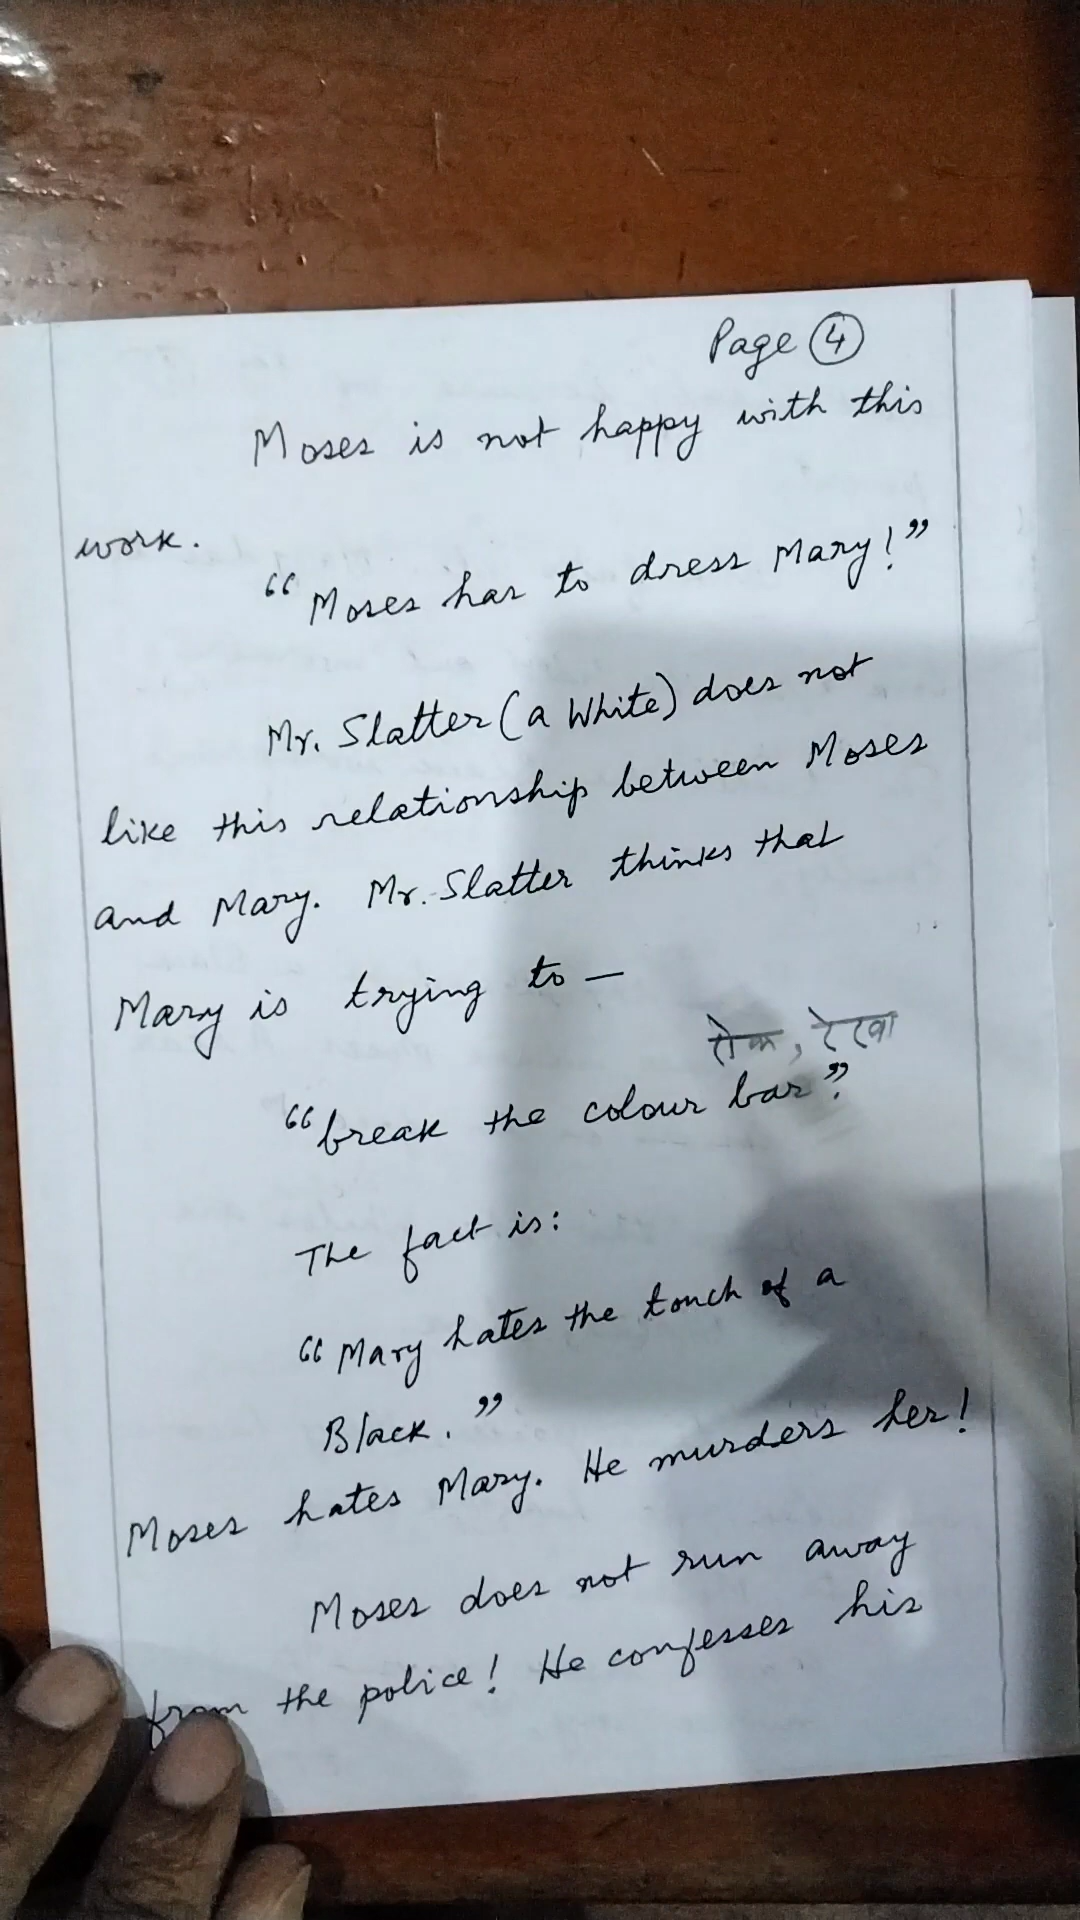 Page 4
Moses is not happy with this
work.
“Moses has to dress Mary!”
Mr. Slatter (a White) does not
like this relationship between Moses
and Mary. Mr. Slatter thinks that
Mary is trying to —
रोक, रेखा
“break the colour bar”
The fact is:
“Mary hates the touch of a
Black.”
Moses hates Mary. He murders her!
Moses does not run away
from the police! He confesses his